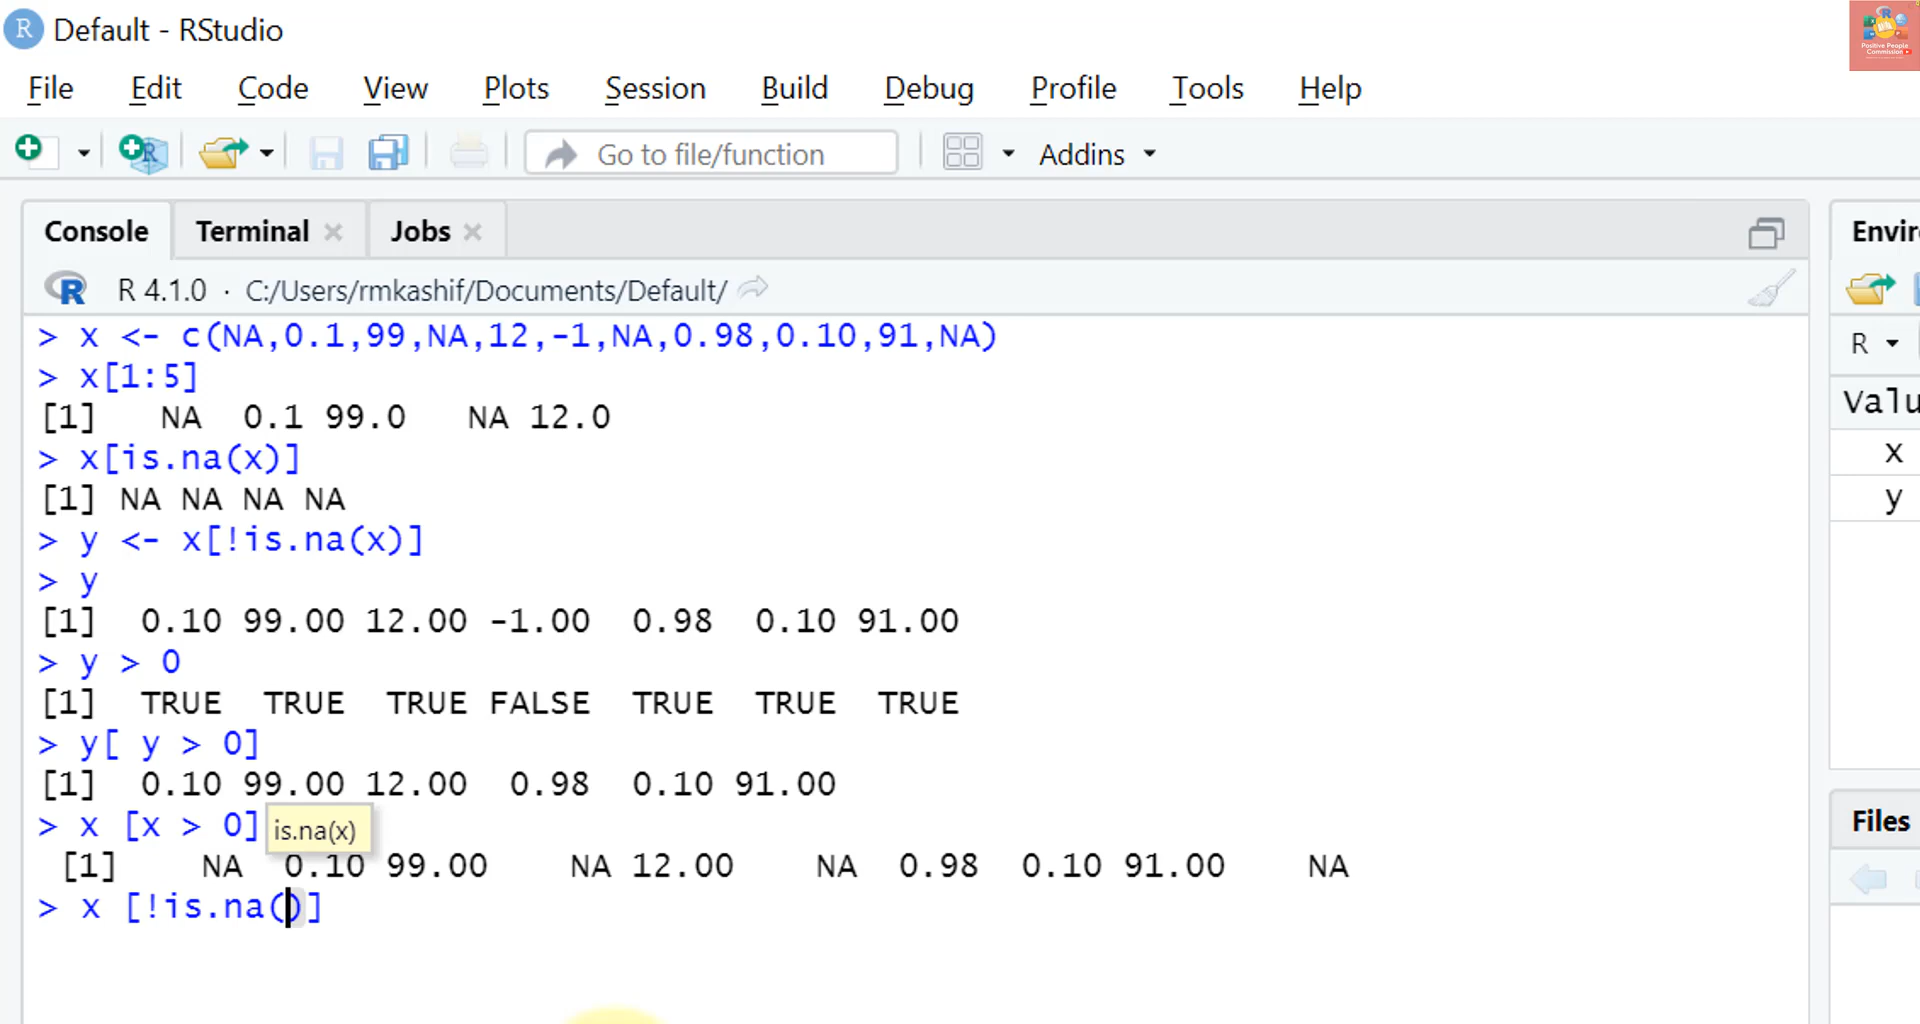 Default - RStudio
Positive People
Commission
File Edit Code View Plots Session Build Debug Profile Tools Help
Go to file/function Addins
Console Terminal Jobs
R 4.1.0 · C:/Users/rmkashif/Documents/Default/
> x <- c(NA,0.1,99,NA,12,-1,NA,0.98,0.10,91,NA)
> x[1:5]
[1] NA 0.1 99.0 NA 12.0
> x[is.na(x)]
[1] NA NA NA NA
> y <- x[!is.na(x)]
> y
[1] 0.10 99.00 12.00 -1.00 0.98 0.10 91.00
> y > 0
[1] TRUE TRUE TRUE FALSE TRUE TRUE TRUE
> y[ y > 0]
[1] 0.10 99.00 12.00 0.98 0.10 91.00
> x [x > 0]
is.na(x)
[1] NA 0.10 99.00 NA 12.00 NA 0.98 0.10 91.00 NA
> x [!is.na()]
Envir
R
Valu
x
y
Files